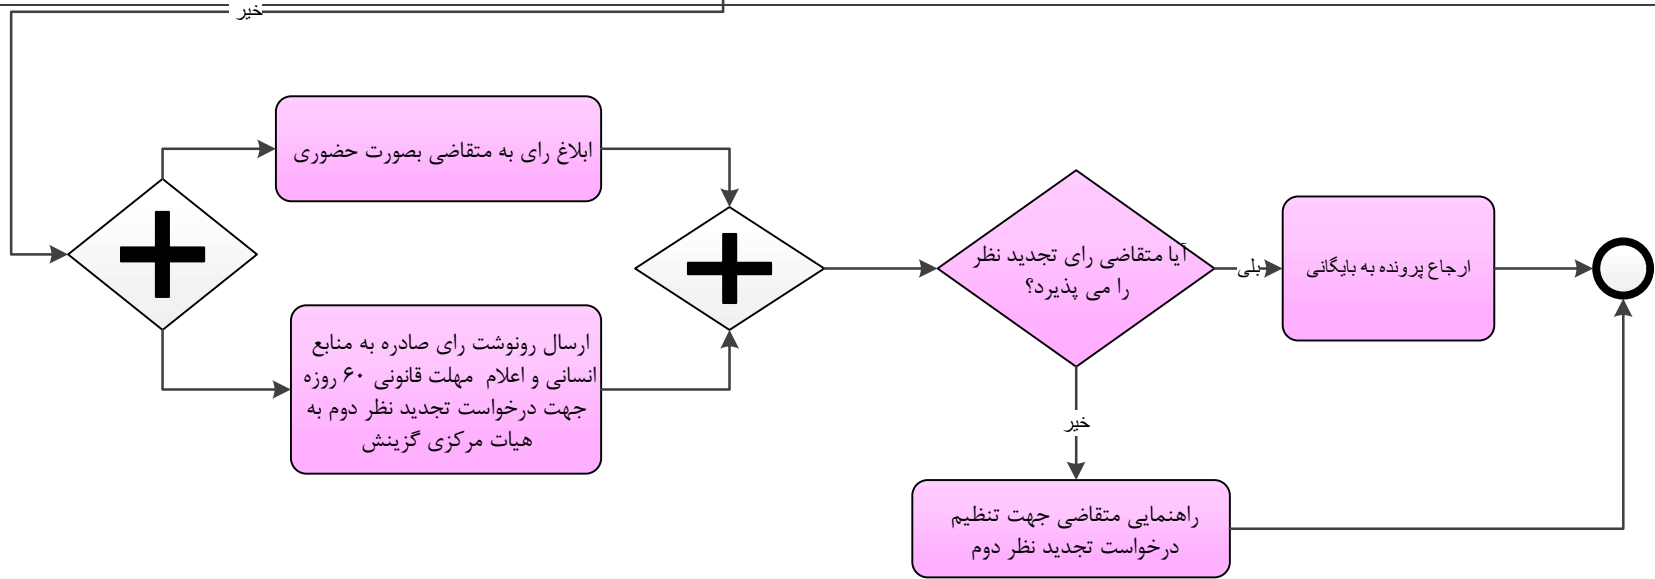 خیر
ابلاغ رای به متقاضی بصورت حضوری
ارسال رونوشت رای صادره به منابع
انسانی و اعلام مهلت قانونی ۶۰ روزه
جهت درخواست تجدید نظر دوم به
هیات مرکزی گزینش
آیا متقاضی رای تجدید نظر
را می پذیرد؟
بلی
ارجاع پرونده به بایگانی
خیر
راهنمایی متقاضی جهت تنظیم
درخواست تجدید نظر دوم